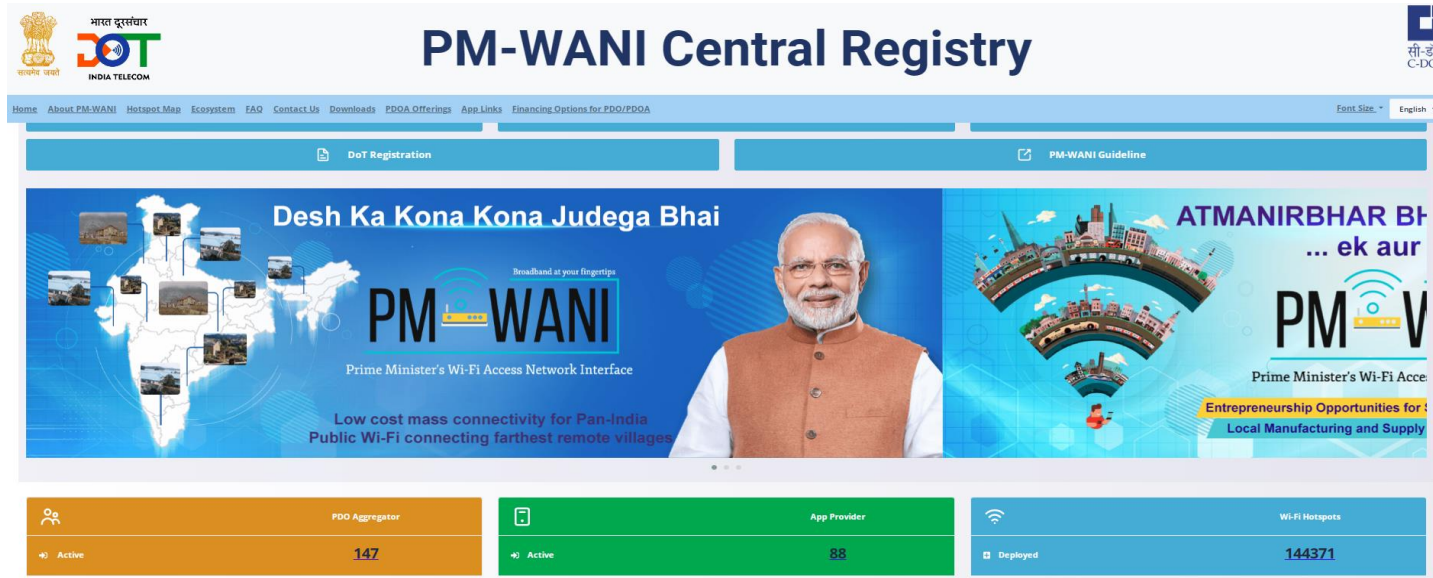 भारत दूरसंचार
INDIA TELECOM
सत्यमेव जयते
PM-WANI Central Registry
सी-डॉ
C-DO
Home About PM-WANI Hotspot Map Ecosystem FAQ Contact Us Downloads PDOA Offerings App Links Financing Options for PDO/PDOA Font Size English
DoT Registration
PM-WANI Guideline
Desh Ka Kona Kona Judega Bhai
Broadband at your fingertips
PM WANI
Prime Minister's Wi-Fi Access Network Interface
Low cost mass connectivity for Pan-India
Public Wi-Fi connecting farthest remote villages
ATMANIRBHAR BH
... ek aur
PM
Prime Minister's Wi-Fi Acce
Entrepreneurship Opportunities for
Local Manufacturing and Supply
PDO Aggregator
Active 147
App Provider
Active 88
Wi-Fi Hotspots
Deployed 144371